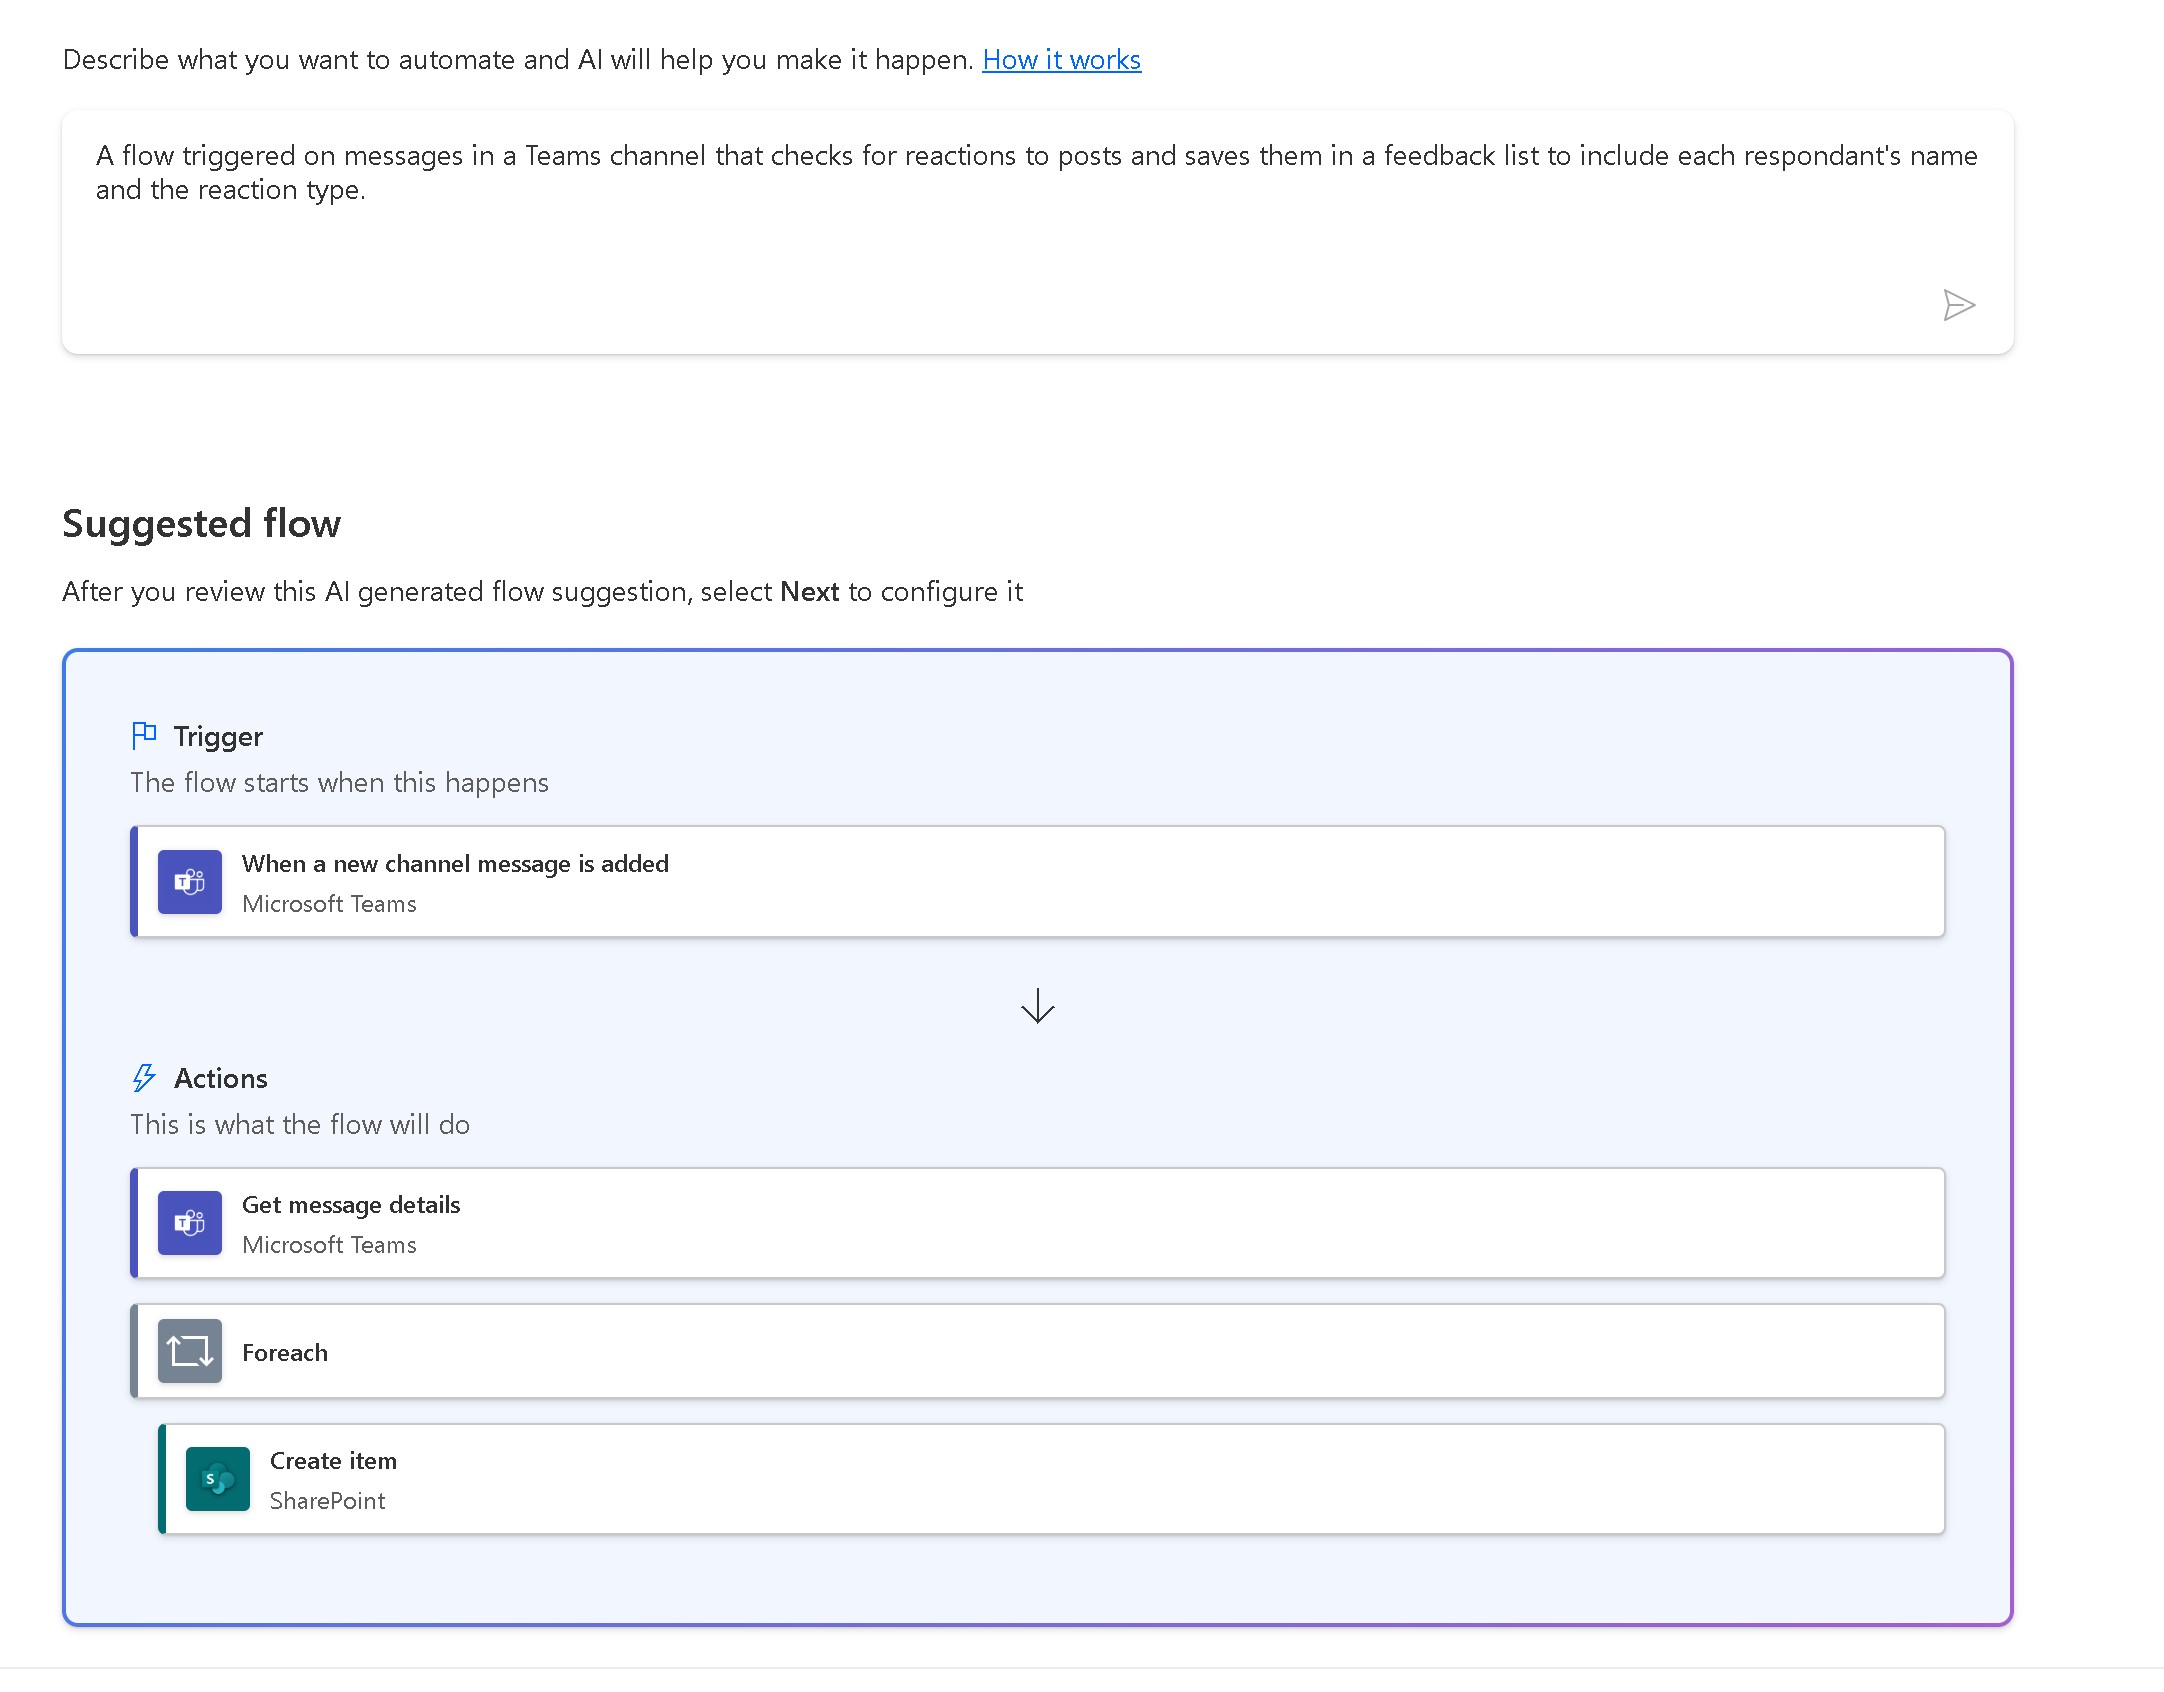 Describe what you want to automate and AI will help you make it happen. How it works
A flow triggered on messages in a Teams channel that checks for reactions to posts and saves them in a feedback list to include each respondant's name
and the reaction type.
Suggested flow
After you review this AI generated flow suggestion, select Next to configure it
Trigger
The flow starts when this happens
When a new channel message is added
Microsoft Teams
Actions
This is what the flow will do
Get message details
Microsoft Teams
Foreach
Create item
SharePoint